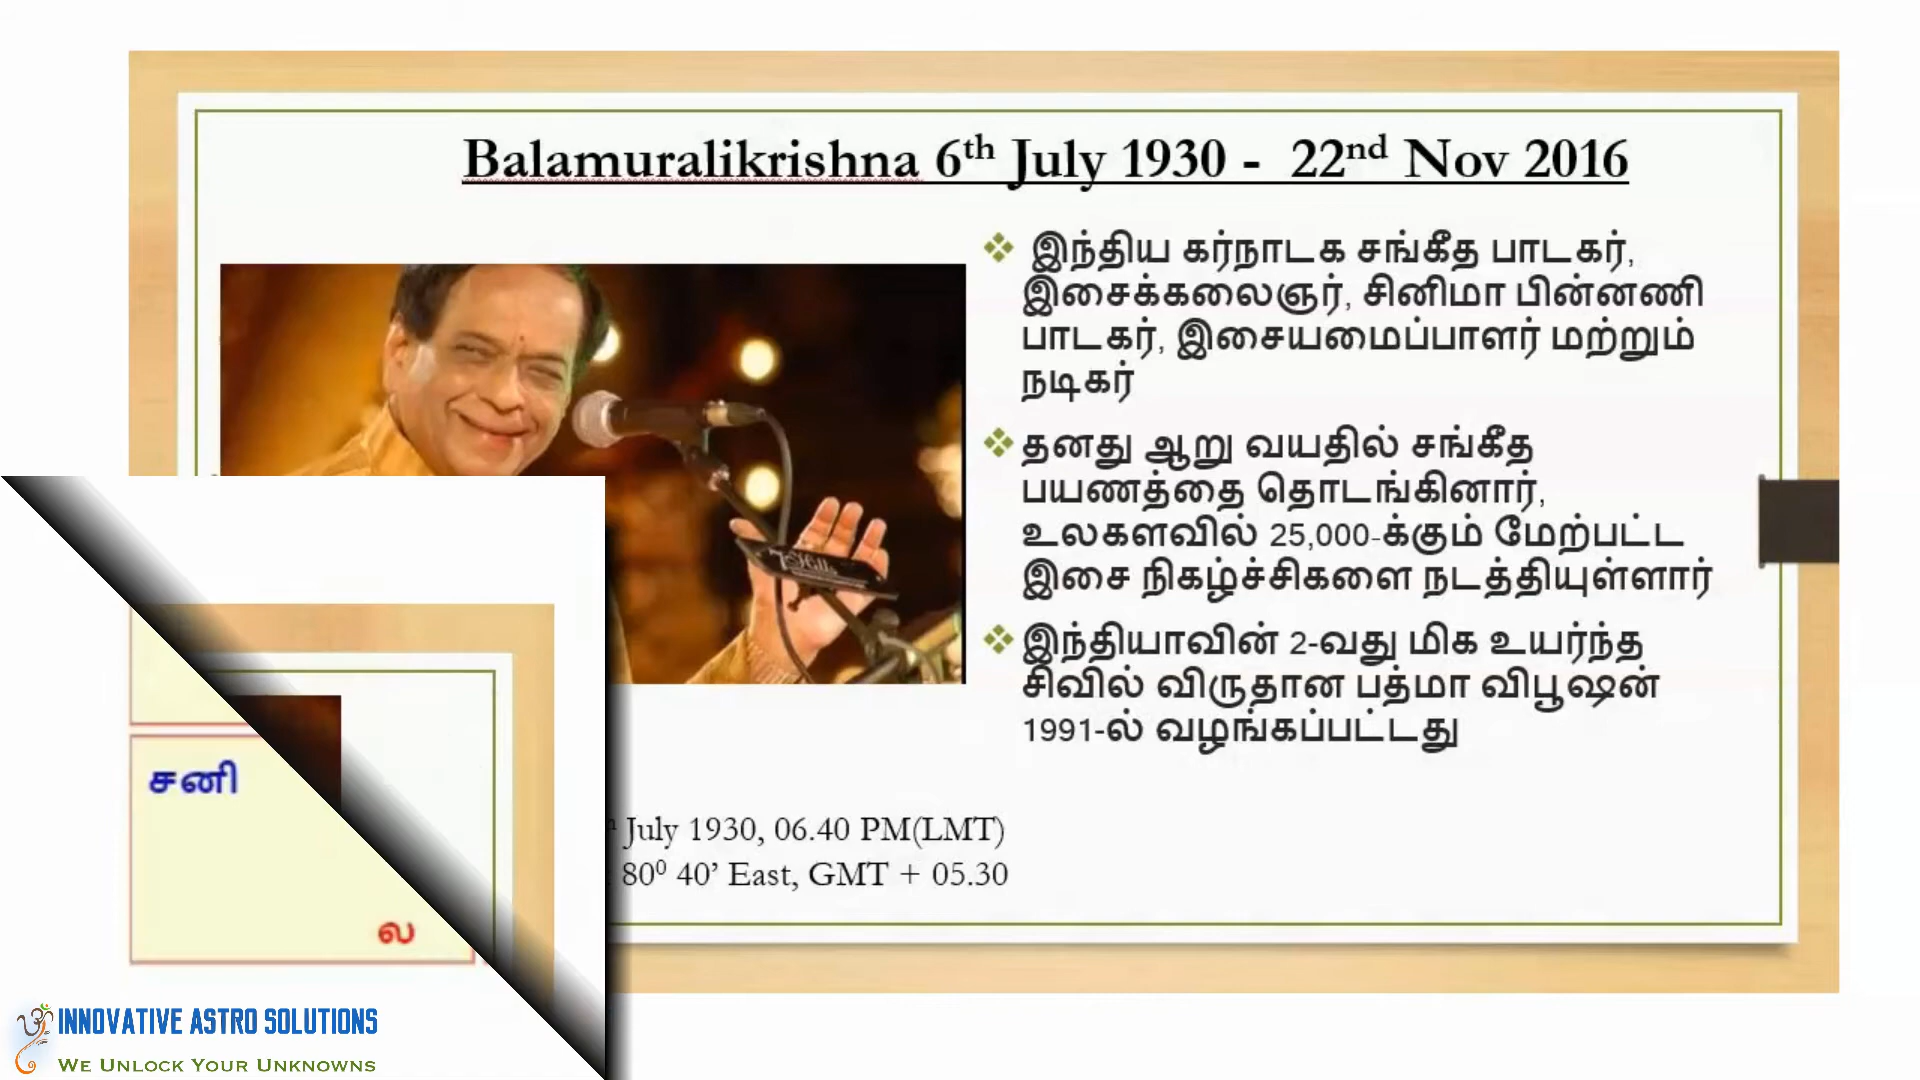 Balamuralikrishna 6th July 1930 - 22nd Nov 2016
இந்திய கர்நாடக சங்கீத பாடகர்,
இசைக்கலைஞர், சினிமா பின்னணி
பாடகர், இசையமைப்பாளர் மற்றும்
நடிகர்
தனது ஆறு வயதில் சங்கீத
பயணத்தை தொடங்கினார்,
உலகளவில் 25,000-க்கும் மேற்பட்ட
இசை நிகழ்ச்சிகளை நடத்தியுள்ளார்
இந்தியாவின் 2-வது மிக உயர்ந்த
சிவில் விருதான பத்மா விபூஷன்
1991-ல் வழங்கப்பட்டது
July 1930, 06.40 PM(LMT)
80⁰ 40’ East, GMT + 05.30
சனி
ல
INNOVATIVE ASTRO SOLUTIONS
WE UNLOCK YOUR UNKNOWNS